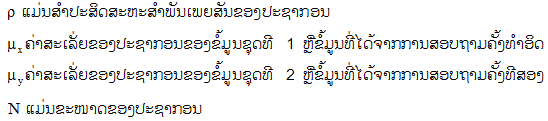 ρ ແມ່ນສຳປະສິດສະຫະສຳພັນເພຍສັນຂອງປະຊາກອນ
μx ຄ່າສະເລ່ຍຂອງປະຊາກອນຂອງຂໍ້ມູນຊຸດທີ 1 ຫຼືຂໍ້ມູນທີ່ໄດ້ຈາກການສອບຖາມຄັ້ງທຳອິດ
μy ຄ່າສະເລ່ຍຂອງປະຊາກອນຂອງຂໍ້ມູນຊຸດທີ 2 ຫຼືຂໍ້ມູນທີ່ໄດ້ຈາກການສອບຖາມຄັ້ງທີສອງ
N ແມ່ນຂະໜາດຂອງປະຊາກອນ